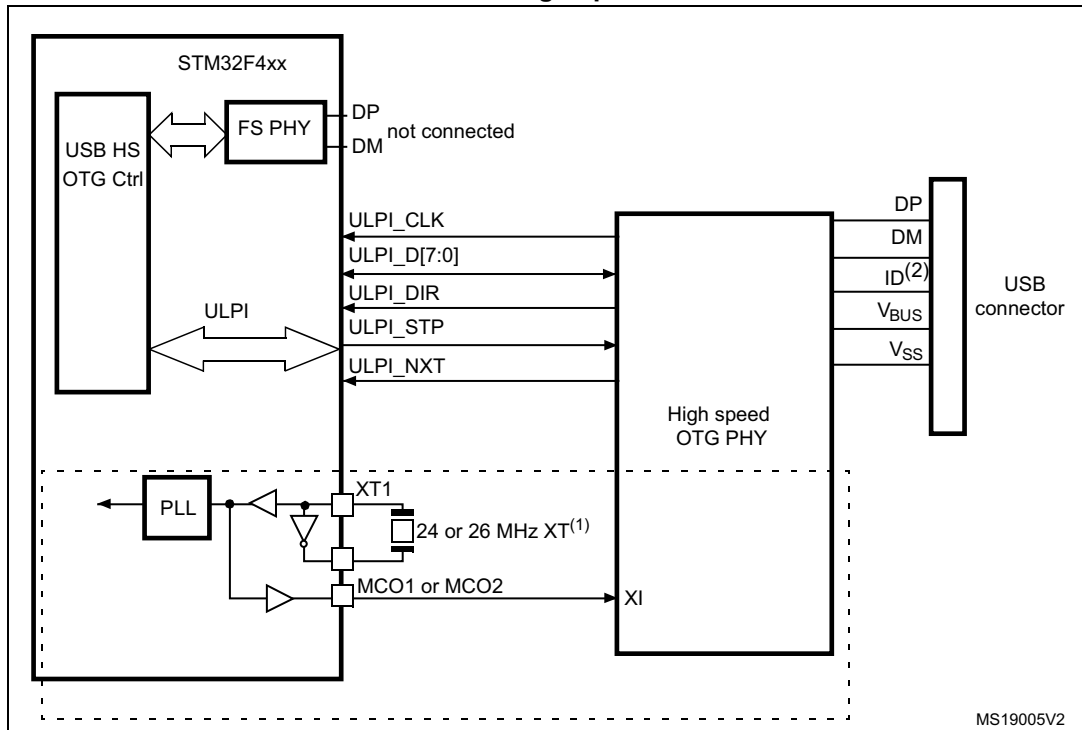 STM32F4xx
FS PHY
DP
DM
not connected
USB HS
OTG Ctrl
ULPI_CLK
ULPI_D[7:0]
ULPI_DIR
ULPI_STP
ULPI_NXT
ULPI
High speed
OTG PHY
DP
DM
ID(2)
VBUS
VSS
USB
connector
PLL
XT1
24 or 26 MHz XT(1)
MCO1 or MCO2
XI
MS19005V2